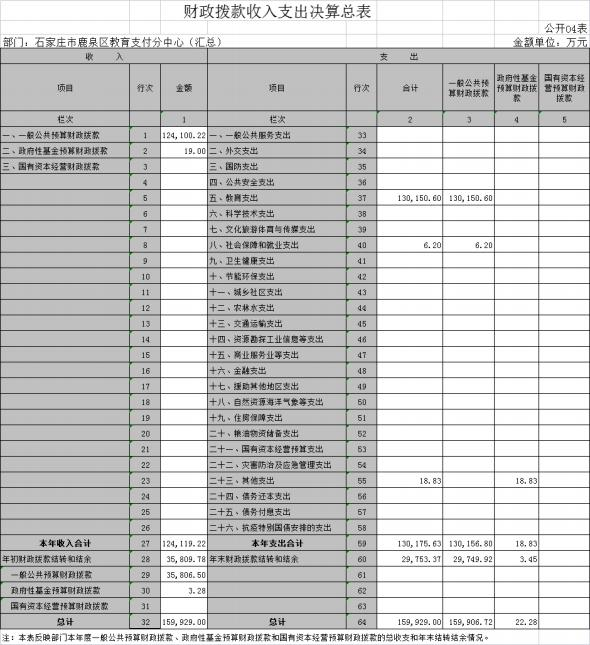 财政拨款收入支出决算总表
公开04表
部门：石家庄市鹿泉区教育支付分中心（汇总） 金额单位：万元
收 入 支 出
项目 行次 金额 项目 行次 合计 一般公共预算财政拨款 政府性基金预算财政拨款 国有资本经营预算财政拨款
栏次 1 栏次 2 3 4 5
一、一般公共预算财政拨款 1 124,100.22 一、一般公共服务支出 33
二、政府性基金预算财政拨款 2 19.00 二、外交支出 34
三、国有资本经营财政拨款 3 三、国防支出 35
4 四、公共安全支出 36
5 五、教育支出 37 130,150.60 130,150.60
6 六、科学技术支出 38
7 七、文化旅游体育与传媒支出 39
8 八、社会保障和就业支出 40 6.20 6.20
9 九、卫生健康支出 41
10 十、节能环保支出 42
11 十一、城乡社区支出 43
12 十二、农林水支出 44
13 十三、交通运输支出 45
14 十四、资源勘探工业信息等支出 46
15 十五、商业服务业等支出 47
16 十六、金融支出 48
17 十七、援助其他地区支出 49
18 十八、自然资源海洋气象等支出 50
19 十九、住房保障支出 51
20 二十、粮油物资储备支出 52
21 二十一、国有资本经营预算支出 53
22 二十二、灾害防治及应急管理支出 54
23 二十三、其他支出 55 18.83 18.83
24 二十四、债务还本支出 56
25 二十五、债务付息支出 57
26 二十六、抗疫特别国债安排的支出 58
本年收入合计 27 124,119.22 本年支出合计 59 130,175.63 130,156.80 18.83
年初财政拨款结转和结余 28 35,809.78 年末财政拨款结转和结余 60 29,753.37 29,749.92 3.45
一般公共预算财政拨款 29 35,806.50 61
政府性基金预算财政拨款 30 3.28 62
国有资本经营预算财政拨款 31 63
总计 32 159,929.00 总计 64 159,929.00 159,906.72 22.28
注：本表反映部门本年度一般公共预算财政拨款、政府性基金预算财政拨款和国有资本经营预算财政拨款的总收支和年末结转结余情况。